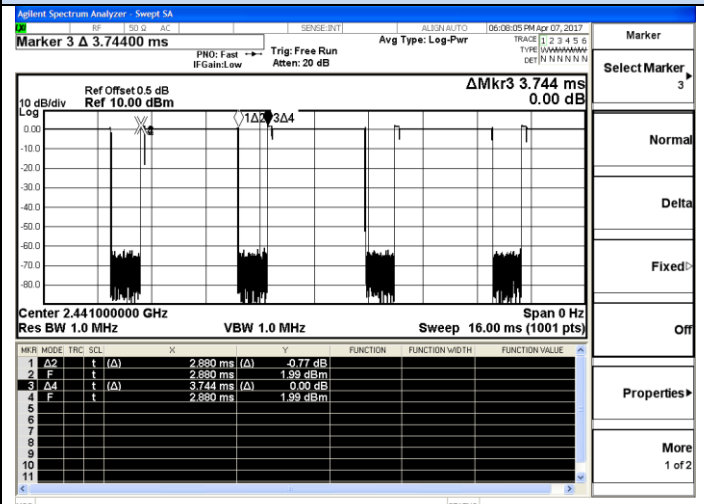 Agilent Spectrum Analyzer - Swept SA
RF 50 Ω AC SENSE:INT ALIGN AUTO 06:08:05 PM Apr 07, 2017
Marker 3 Δ 3.74400 ms
PNO: Fast
IFGain:Low
Trig: Free Run
Atten: 20 dB
Avg Type: Log-Pwr
TRACE 1 2 3 4 5 6
TYPE WWWWWW
DET N N N N N N
Ref Offset 0.5 dB
10 dB/div Ref 10.00 dBm
Log
ΔMkr3 3.744 ms
0.00 dB
1Δ2 3Δ4
0.00
-10.0
-20.0
-30.0
-40.0
-50.0
-60.0
-70.0
-80.0
Center 2.441000000 GHz Span 0 Hz
Res BW 1.0 MHz VBW 1.0 MHz Sweep 16.00 ms (1001 pts)
MKR MODE TRC SCL X Y FUNCTION FUNCTION WIDTH FUNCTION VALUE
1 Δ2 t (Δ) 2.880 ms (Δ) -0.77 dB
2 F t 2.880 ms 1.99 dBm
3 Δ4 t (Δ) 3.744 ms (Δ) 0.00 dB
4 F t 2.880 ms 1.99 dBm
5
6
7
8
9
10
11
Marker
Select Marker
3
Normal
Delta
Fixed
Off
Properties
More
1 of 2